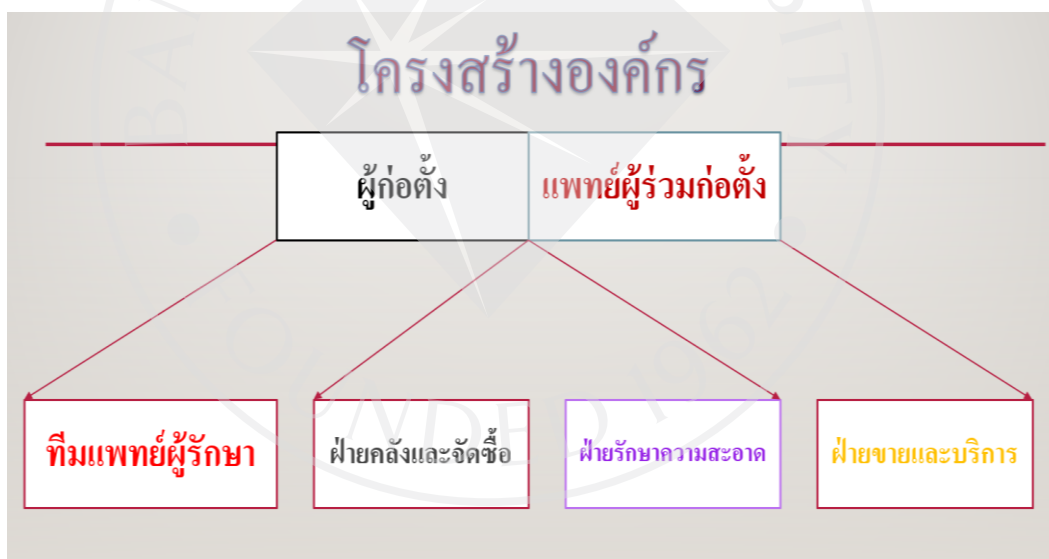 โครงสร้างองค์กร
ผู้ก่อตั้ง
แพทย์ผู้ร่วมก่อตั้ง
ทีมแพทย์ผู้รักษา
ฝ่ายคลังและจัดซื้อ
ฝ่ายรักษาความสะอาด
ฝ่ายขายและบริการ